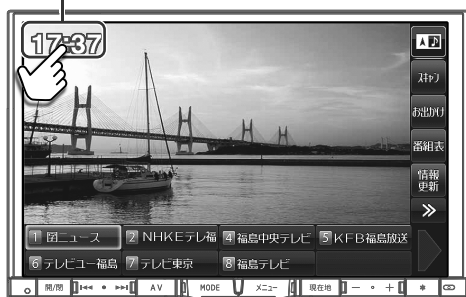 17:37
スキャン
お出かけ
番組表
情報
更新
1 図ニュース 2 NHKEテレ福 4 福島中央テレビ 5 KFB福島放送
6 テレビユー福島 7 テレビ東京 8 福島テレビ
開/閉 AV MODE メニュー 現在地 − ・ + *